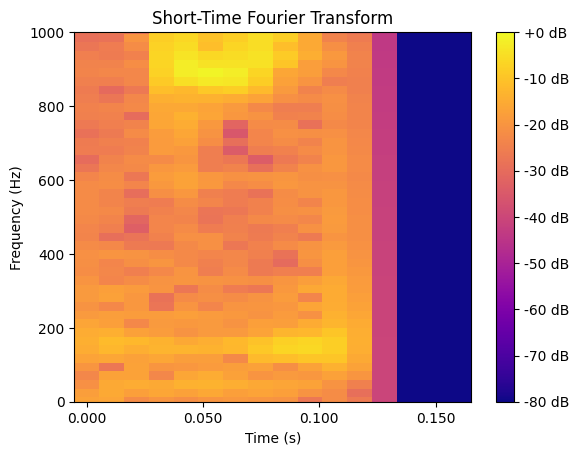 Short-Time Fourier Transform
1000
800
600
400
200
0
Frequency (Hz)
0.000
0.050
0.100
0.150
Time (s)
+0 dB
-10 dB
-20 dB
-30 dB
-40 dB
-50 dB
-60 dB
-70 dB
-80 dB